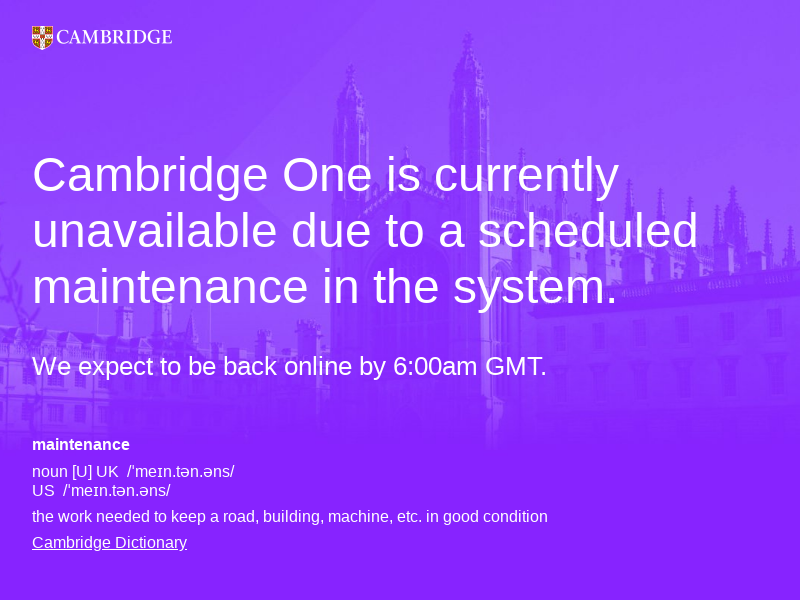 CAMBRIDGE
Cambridge One is currently
unavailable due to a scheduled
maintenance in the system.
We expect to be back online by 6:00am GMT.
maintenance
noun [U] UK  /ˈmeɪn.tən.əns/
US  /ˈmeɪn.tən.əns/
the work needed to keep a road, building, machine, etc. in good condition
Cambridge Dictionary